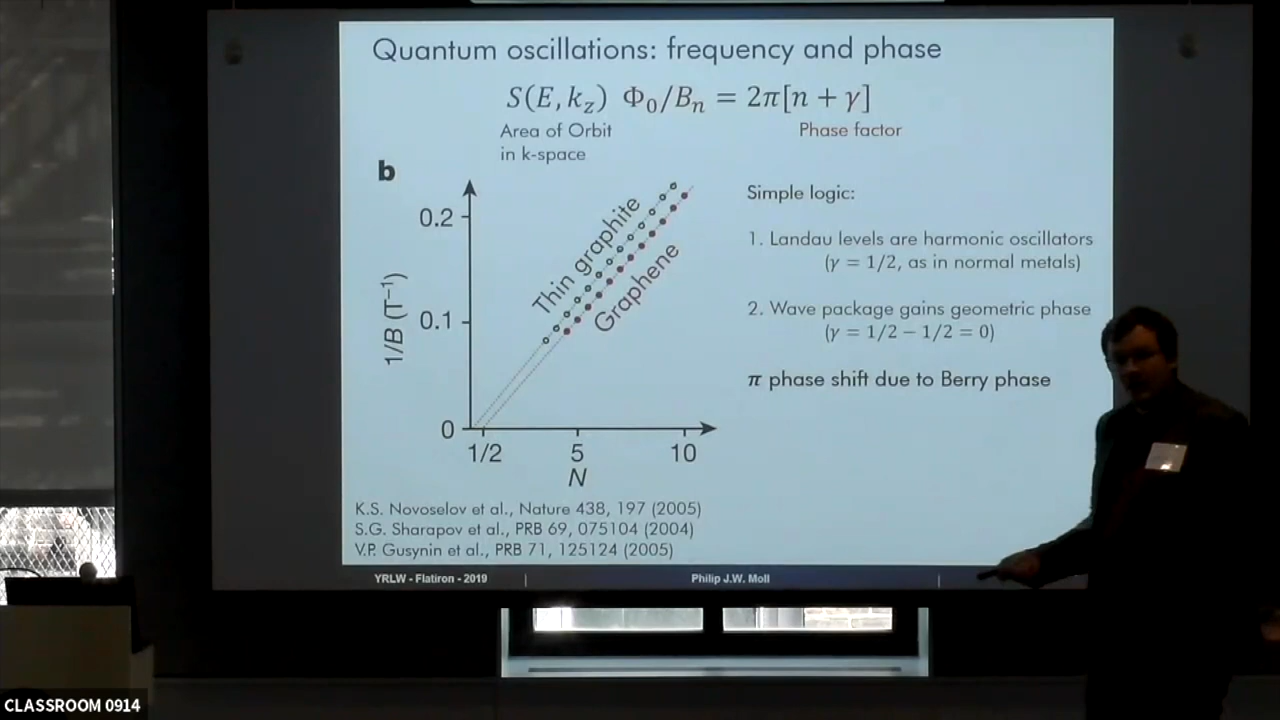 Quantum oscillations: frequency and phase
S(E, k_z) Φ₀/Bₙ = 2π[n + γ]
Area of Orbit
in k-space
Phase factor
b
0.2
0.1
0
1/B (T⁻¹)
Thin graphite
Graphene
1/2
5
10
N
Simple logic:
1. Landau levels are harmonic oscillators
(γ = 1/2, as in normal metals)
2. Wave package gains geometric phase
(γ = 1/2 − 1/2 = 0)
π phase shift due to Berry phase
K.S. Novoselov et al., Nature 438, 197 (2005)
S.G. Sharapov et al., PRB 69, 075104 (2004)
V.P. Gusynin et al., PRB 71, 125124 (2005)
YRLW - Flatiron - 2019
Philip J.W. Moll
CLASSROOM 0914